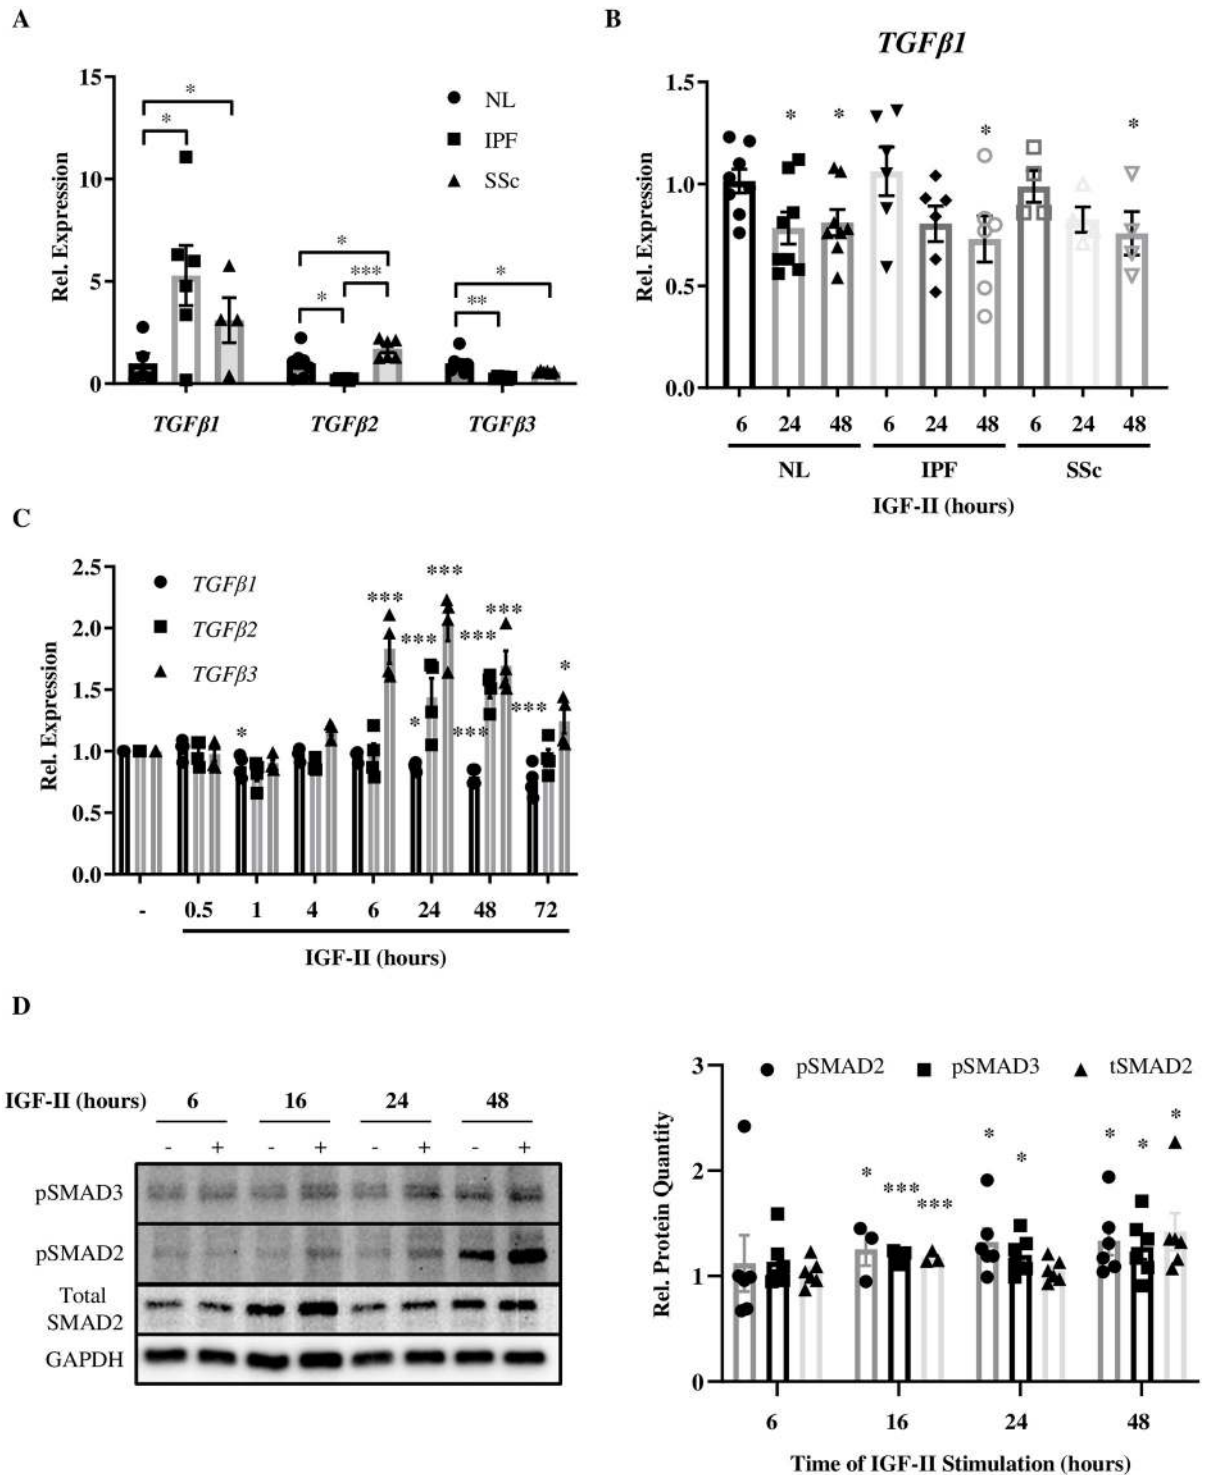 A
15
10
5
0
Rel. Expression
*
*
*
***
*
*
**
NL
IPF
SSc
TGFβ1 TGFβ2 TGFβ3
B
TGFβ1
1.5
1.0
0.5
0.0
Rel. Expression
* * * *
6 24 48 6 24 48 6 24 48
NL IPF SSc
IGF-II (hours)
C
2.5
2.0
1.5
1.0
0.5
0.0
Rel. Expression
TGFβ1
TGFβ2
TGFβ3
*
***
*
***
***
***
***
***
***
*
- 0.5 1 4 6 24 48 72
IGF-II (hours)
D
IGF-II (hours) 6 16 24 48
- + - + - + - +
pSMAD3
pSMAD2
Total
SMAD2
GAPDH
pSMAD2 pSMAD3 tSMAD2
3
2
1
0
Rel. Protein Quantity
* *** ***
* *
* * *
6 16 24 48
Time of IGF-II Stimulation (hours)